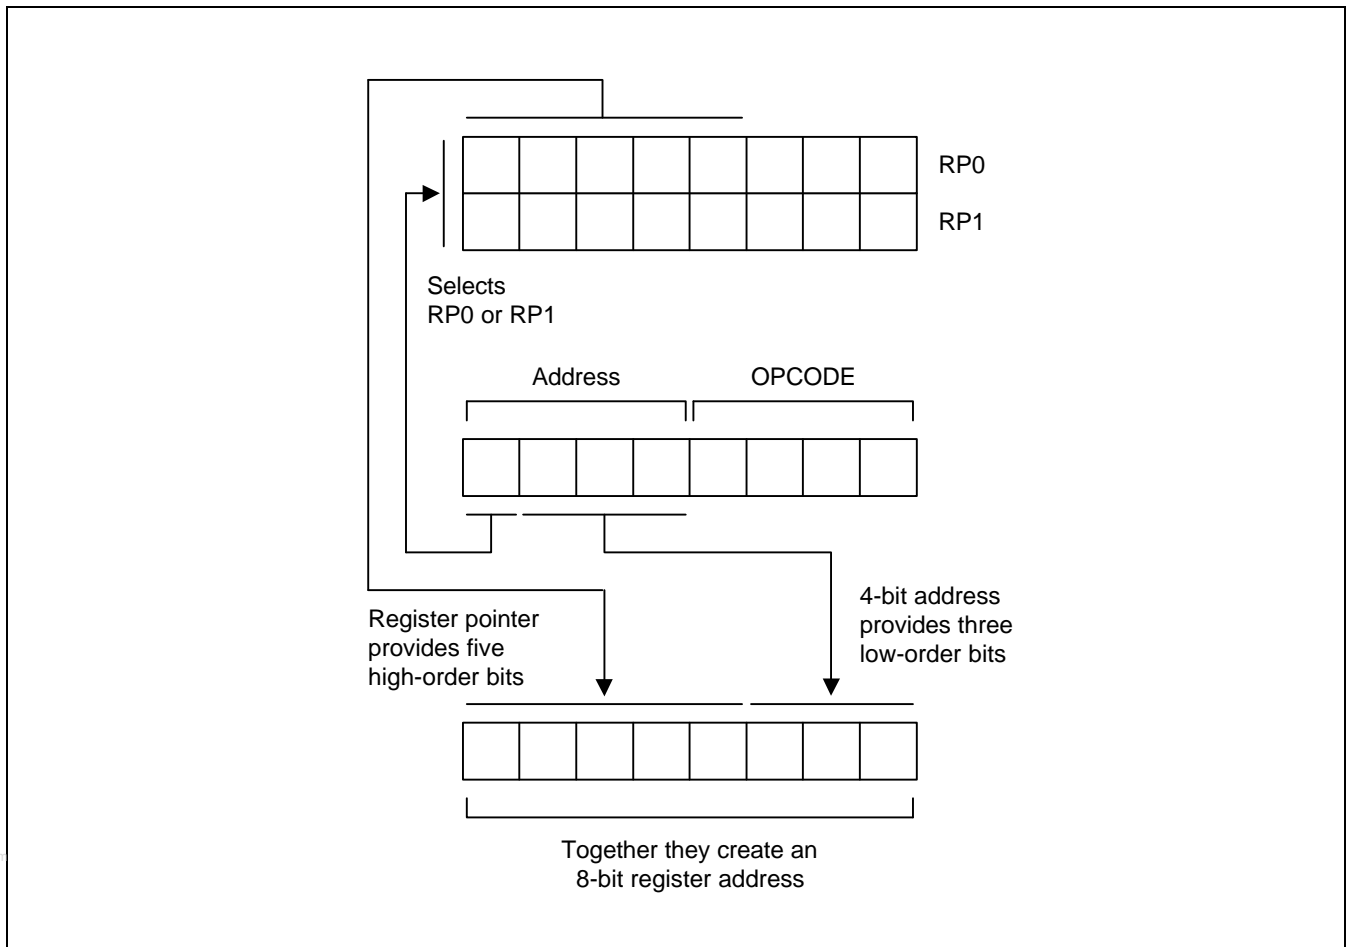 RP0
RP1
Selects
RP0 or RP1
Address
OPCODE
Register pointer
provides five
high-order bits
4-bit address
provides three
low-order bits
Together they create an
8-bit register address